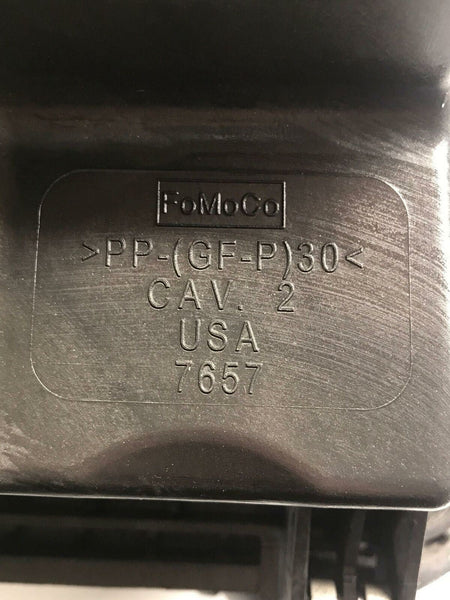 FoMoCo
>PP-(GF-P)30<
CAV. 2
USA
7657